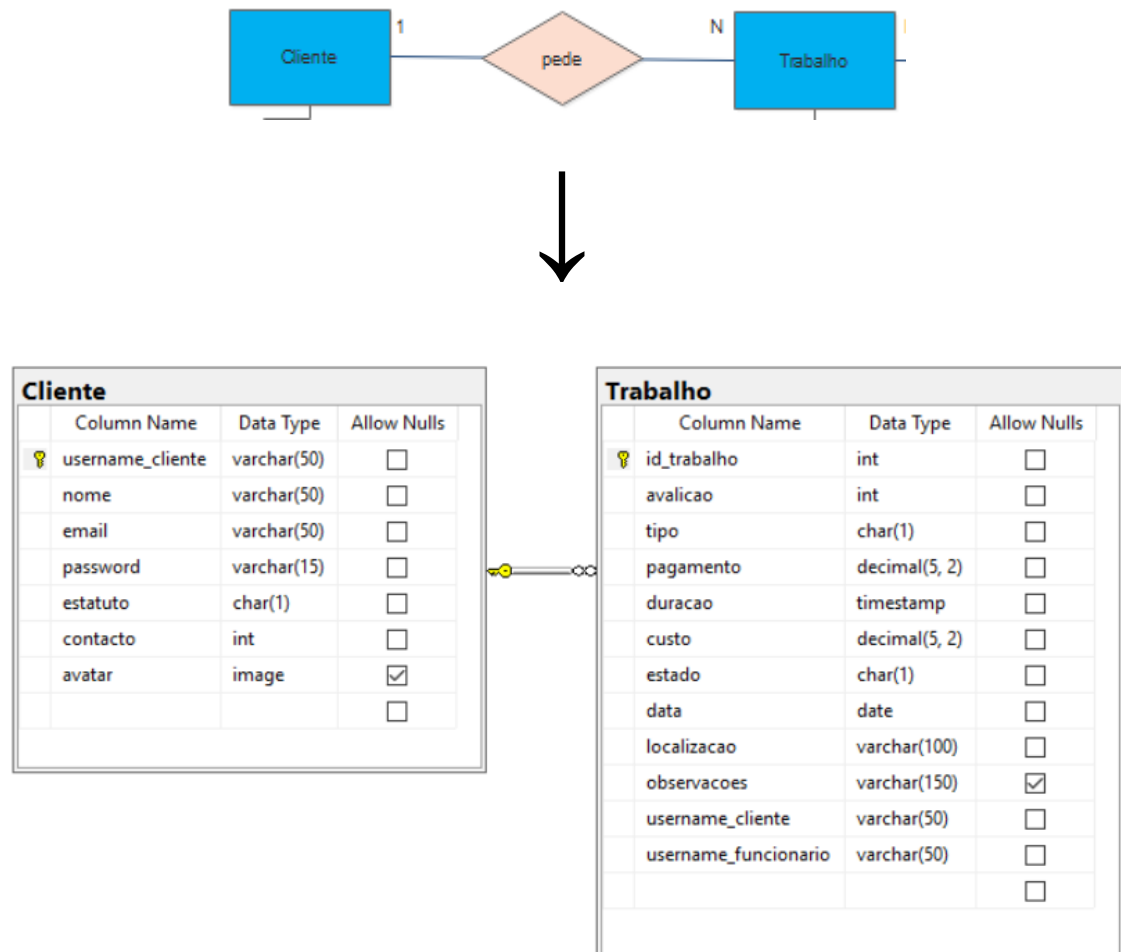 1
N
Cliente
pede
Trabalho
Cliente
Column Name Data Type Allow Nulls
username_cliente varchar(50)
nome varchar(50)
email varchar(50)
password varchar(15)
estatuto char(1)
contacto int
avatar image
Trabalho
Column Name Data Type Allow Nulls
id_trabalho int
avalicao int
tipo char(1)
pagamento decimal(5, 2)
duracao timestamp
custo decimal(5, 2)
estado char(1)
data date
localizacao varchar(100)
observacoes varchar(150)
username_cliente varchar(50)
username_funcionario varchar(50)